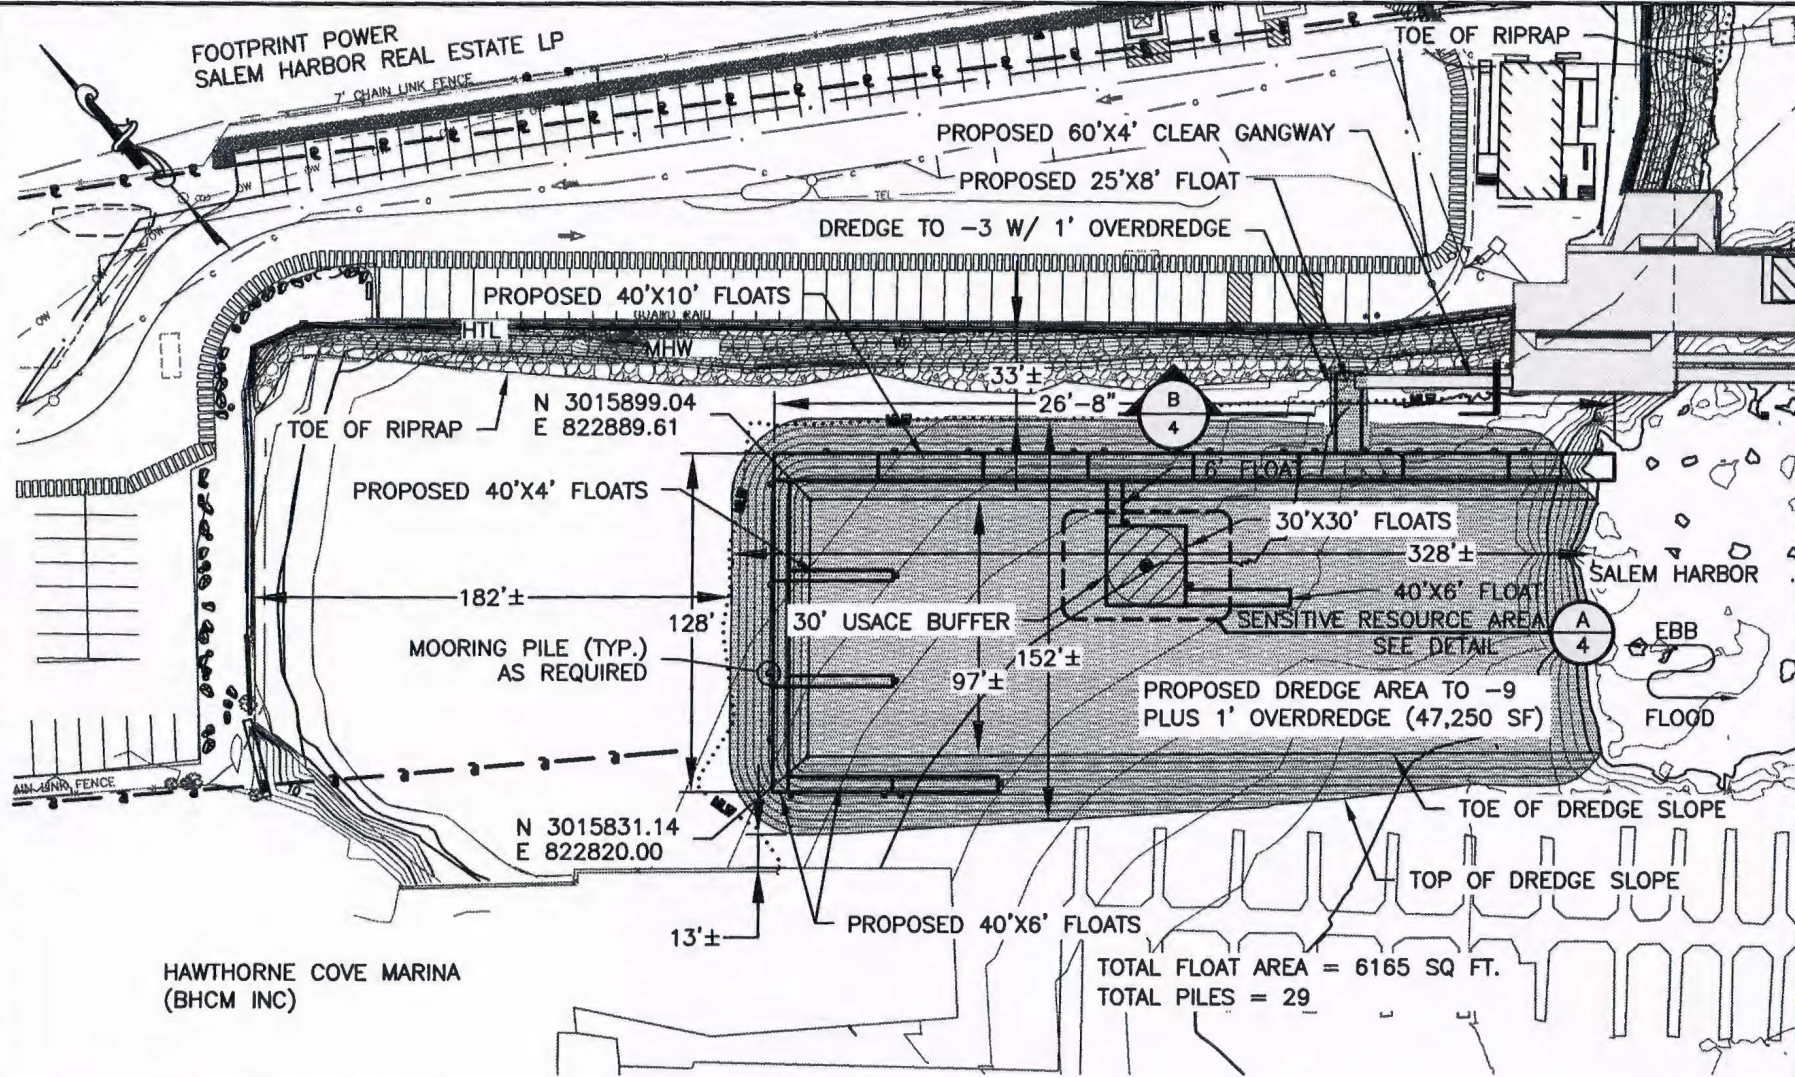 FOOTPRINT POWER
SALEM HARBOR REAL ESTATE LP
7' CHAIN LINK FENCE
TOE OF RIPRAP
PROPOSED 60'X4' CLEAR GANGWAY
PROPOSED 25'X8' FLOAT
TEL
DREDGE TO -3 W/ 1' OVERDREDGE
PROPOSED 40'X10' FLOATS
GUARD RAIL
HTL
MHW
33'±
26'-8"
B
4
N 3015899.04
E 822889.61
TOE OF RIPRAP
6' FLOAT
PROPOSED 40'X4' FLOATS
30'X30' FLOATS
328'±
SALEM HARBOR
182'±
128'
30' USACE BUFFER
40'X6' FLOAT
SENSITIVE RESOURCE AREA
SEE DETAIL
A
4
EBB
FLOOD
MOORING PILE (TYP.)
AS REQUIRED
152'±
97'±
PROPOSED DREDGE AREA TO -9
PLUS 1' OVERDREDGE (47,250 SF)
FENCE
TOE OF DREDGE SLOPE
N 3015831.14
E 822820.00
TOP OF DREDGE SLOPE
13'±
PROPOSED 40'X6' FLOATS
HAWTHORNE COVE MARINA
(BHCM INC)
TOTAL FLOAT AREA = 6165 SQ FT.
TOTAL PILES = 29